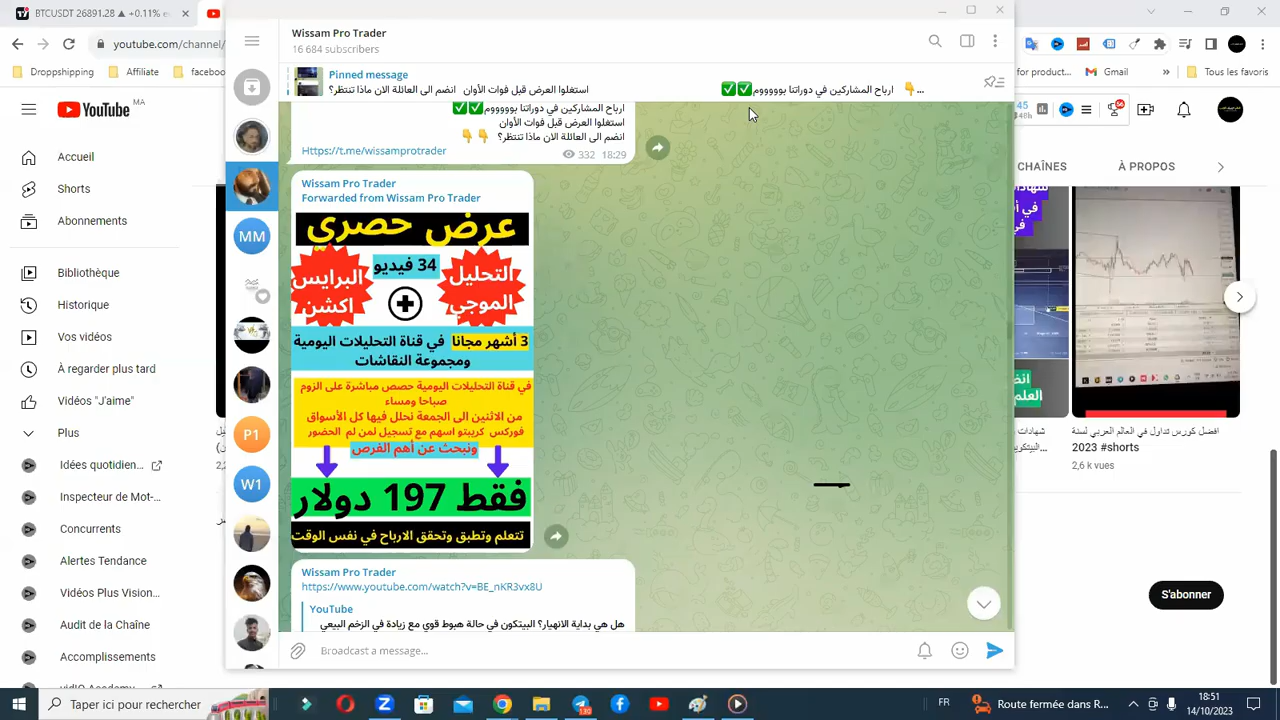 BTCUSDT 26891.28 ▲ +0.11%
youtube.com/channel/
Tous les favoris
Droppshipping
Affiliate
Gmail
YouTube MA
Accueil
Shorts
Abonnements
Bibliothèque
Historique
Vos vidéos
À regarder plus tard
Vidéos "J'aime"
Plus
Idées quotidien...
Inspecteur de Mot-...
Concurrents
Alertes Tendance
Vidéos Plus Vision...
Audit de la Chaîne
Accomplissements
Wissam Pro Trader
16 684 subscribers
Pinned message
ارباح المشاركين في دوراتنا بووووووم ✅✅ استغلوا العرض قبل فوات الأوان انضم الى العائلة الان ماذا تنتظر؟ 👇...
ارباح المشاركين في دوراتنا بووووووم ✅✅
استغلوا العرض قبل فوات الأوان
انضم الى العائلة الان ماذا تنتظر؟ 👇👇
Https://t.me/wissamprotrader
332 18:29
Wissam Pro Trader
Forwarded from Wissam Pro Trader
عرض حصري
34 فيديو
التحليل الموجي
+
البرايس اكشن
3 أشهر مجانا في قناة التحليلات اليومية
ومجموعة النقاشات
في قناة التحليلات اليومية حصص مباشرة على الزوم
صباحا ومساء
من الاثنين الى الجمعة نحلل فيها كل الأسواق
فوركس كريبتو اسهم مع تسجيل لمن لم الحضور
ونبحث عن أهم الفرص
فقط 197 دولار
تتعلم وتطبق وتحقق الارباح في نفس الوقت
Wissam Pro Trader
https://www.youtube.com/watch?v=BE_nKR3vx8U
YouTube
هل هي بداية الانهيار؟ البيتكون في حالة هبوط قوي مع زيادة في الزخم البيعي
Broadcast a message...
MM
P1
W1
CHAÎNES
À PROPOS
افضل كورس تداول في العالم العربي لسنة
2023 #shorts
2,6 k vues
S'abonner
Taper ici pour rechercher
130
FR
Route fermée dans R...
18:51
14/10/2023